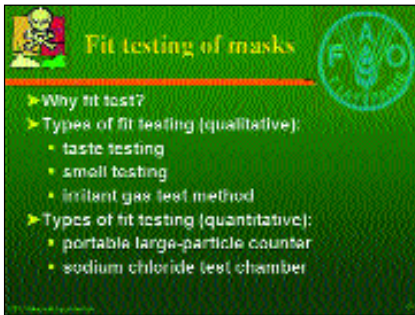 Fit testing of masks
F A O
➤Why fit test?
➤Types of fit testing (qualitative):
▪ taste testing
▪ smell testing
▪ irritant gas test method
➤Types of fit testing (quantitative):
▪ portable large-particle counter
▪ sodium chloride test chamber